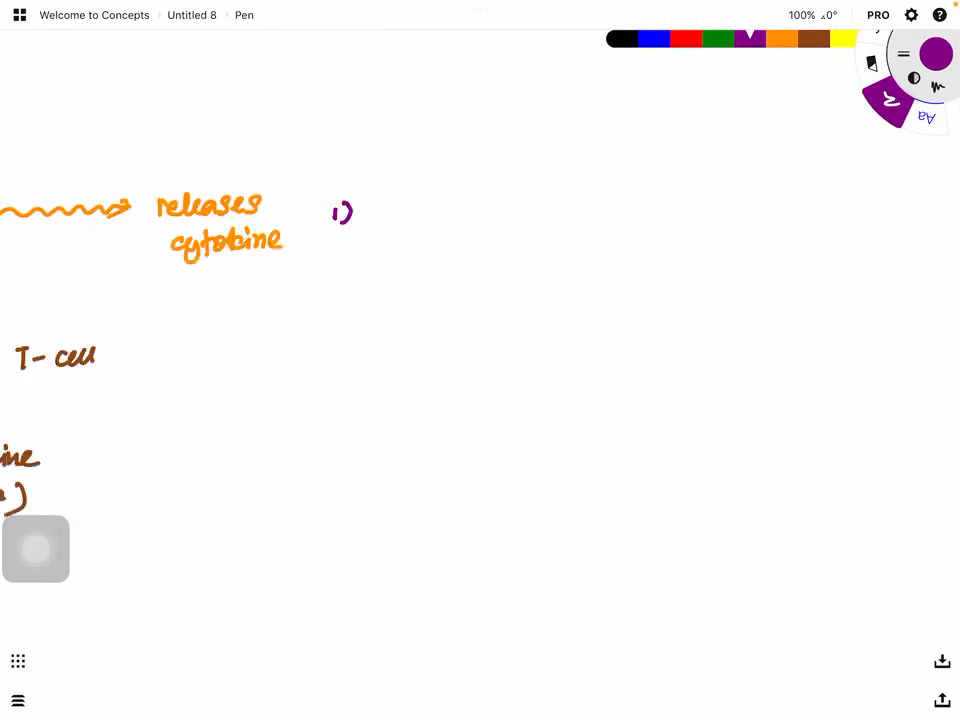 Welcome to Concepts › Untitled 8 › Pen
100% 0° PRO
Aa
releases 1)
cytokine
T- cell
ine
)